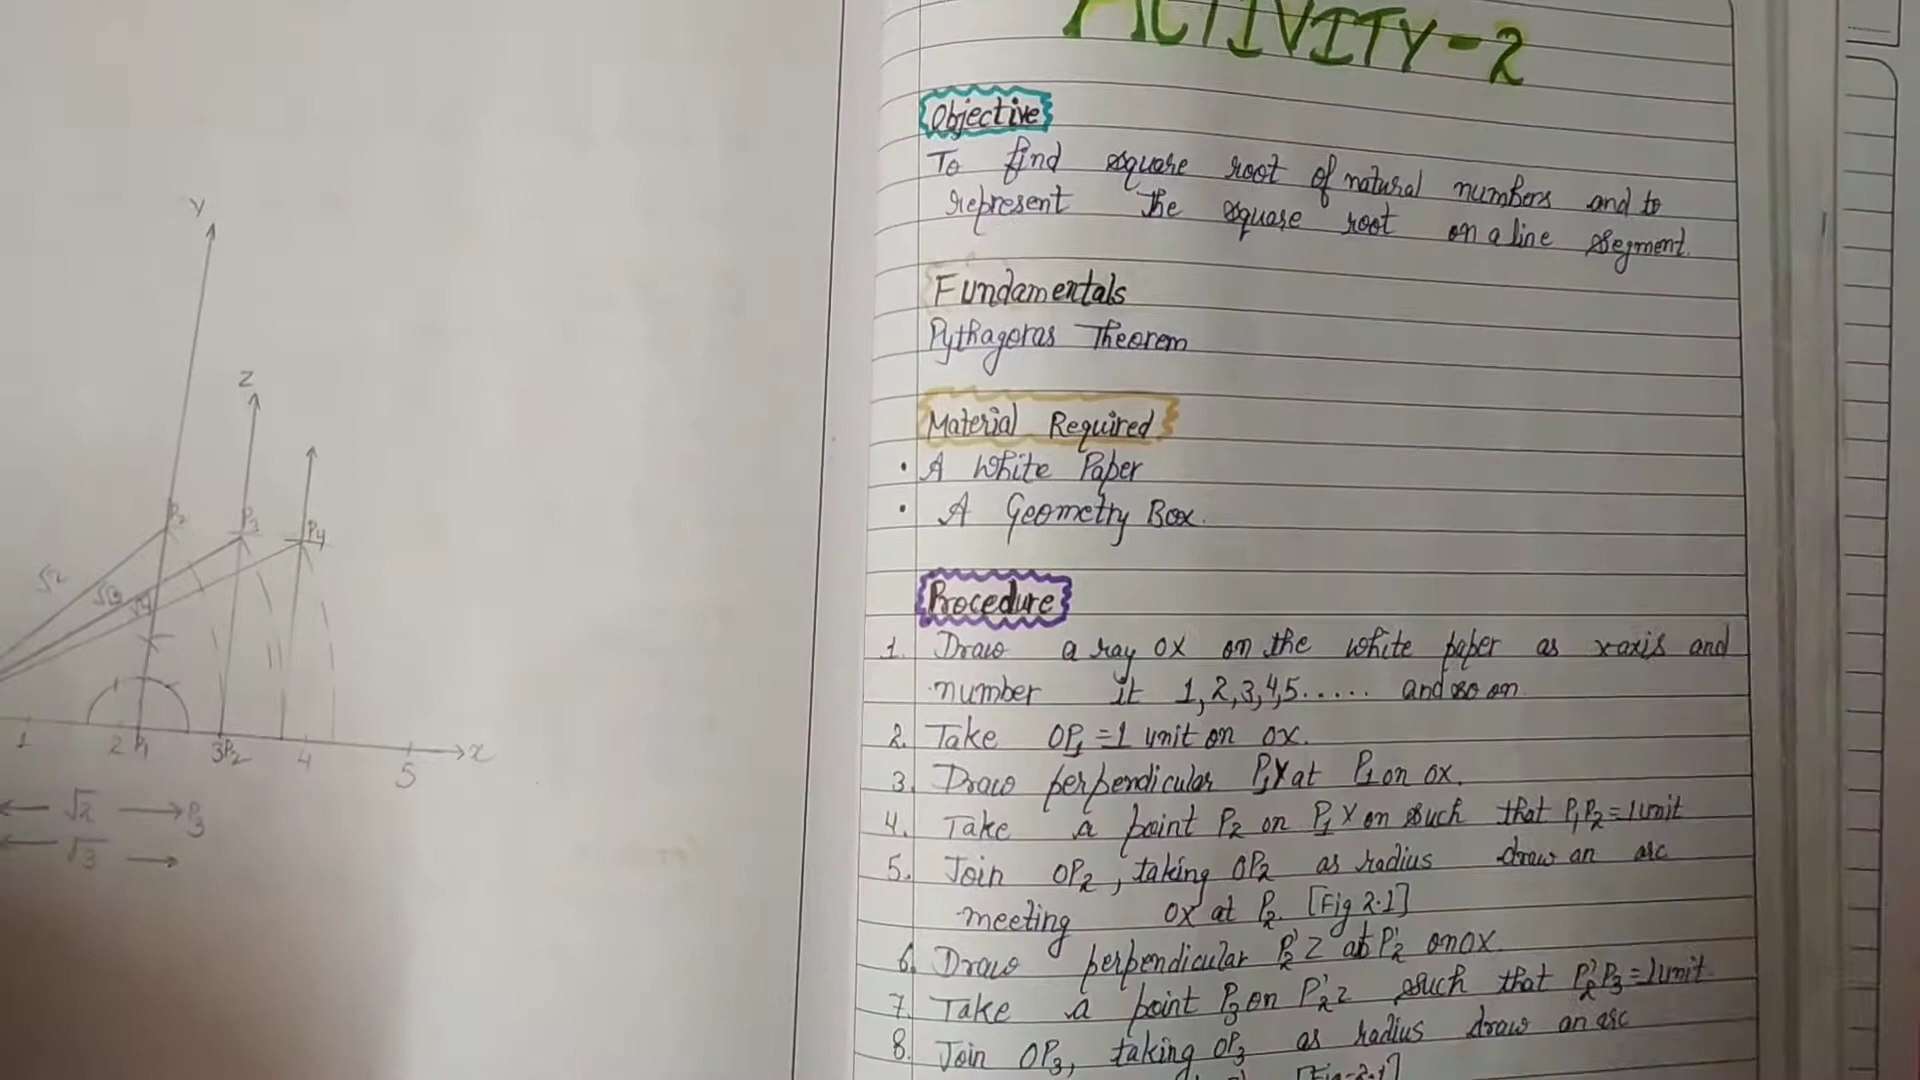 Y
Z
P2
P3
P4
√2
√3
√4
1
2
P1
3P2
4
5
x
← √2 → P3
← √3 →
ACTIVITY-2
Objective
To find square root of natural numbers and to
represent the square root on a line segment.
Fundamentals
Pythagoras Theorem
Material Required
• A White Paper
• A Geometry Box.
Procedure
1. Draw a ray OX on the white paper as x-axis and
number it 1,2,3,4,5..... and so on
2. Take OP1 = 1 unit on OX.
3. Draw perpendicular P1Y at P1 on OX.
4. Take a point P2 on P1Y on such that P1P2 = 1 unit
5. Join OP2, taking OP2 as radius draw an arc
meeting OX at P2. [Fig 2.1]
6. Draw perpendicular P2'Z at P2' on OX.
7. Take a point P3 on P2'Z such that P2'P3 = 1 unit.
8. Join OP3, taking OP3 as radius draw an arc
[Fig-2.1]